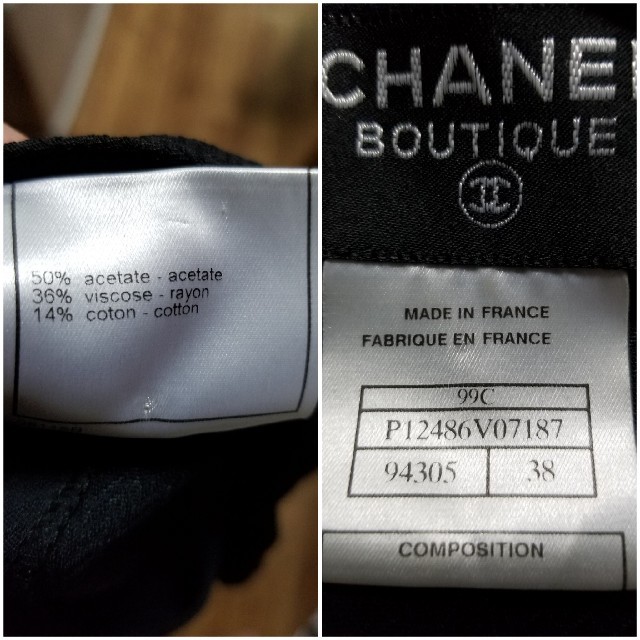 50% acetate - acetate
36% viscose - rayon
14% coton - cotton
CHANE
BOUTIQUE
MADE IN FRANCE
FABRIQUE EN FRANCE
99C
P12486V07187
94305 38
COMPOSITION